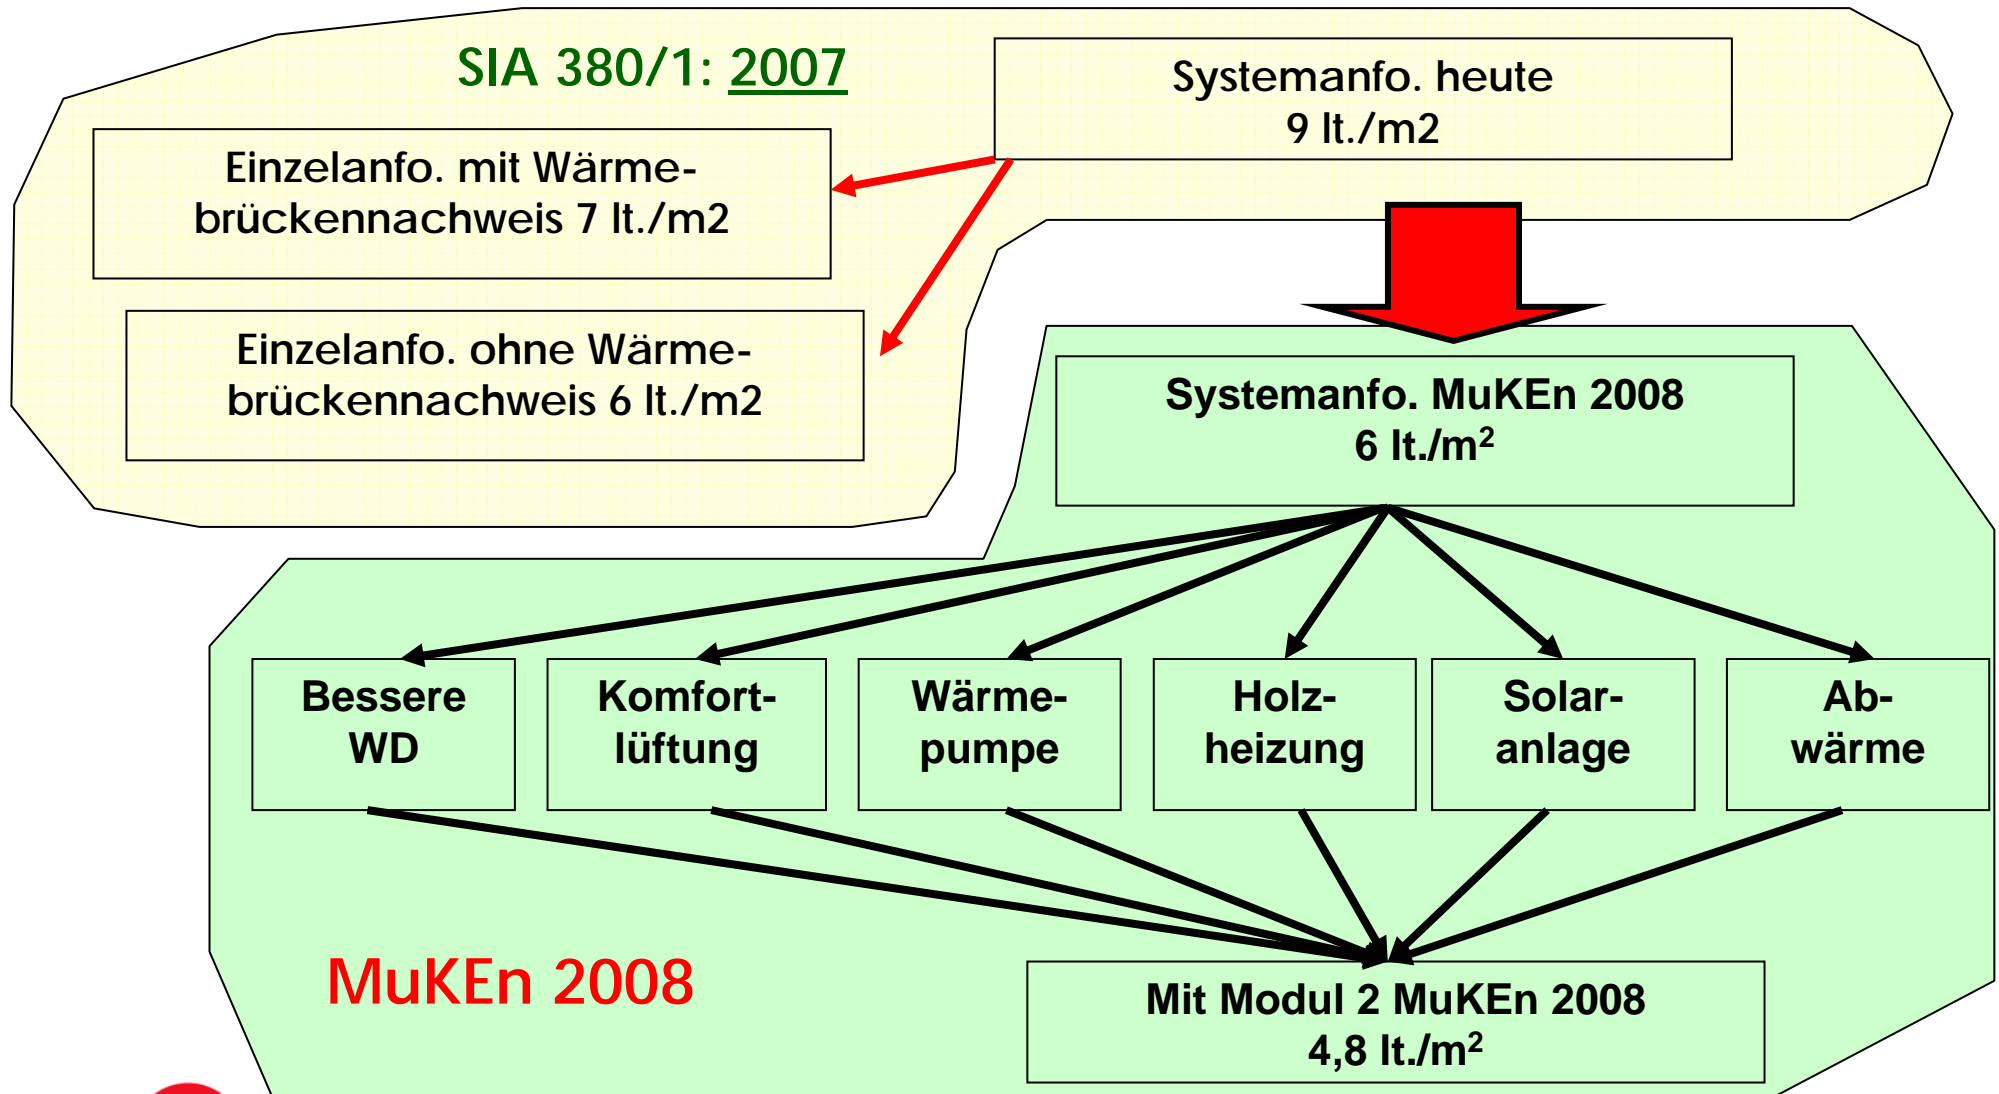 SIA 380/1: 2007
Systemanfo. heute
9 lt./m2
Einzelanfo. mit Wärme-
brückennachweis 7 lt./m2
Einzelanfo. ohne Wärme-
brückennachweis 6 lt./m2
Systemanfo. MuKEn 2008
6 lt./m²
Bessere
WD
Komfort-
lüftung
Wärme-
pumpe
Holz-
heizung
Solar-
anlage
Ab-
wärme
MuKEn 2008
Mit Modul 2 MuKEn 2008
4,8 lt./m²